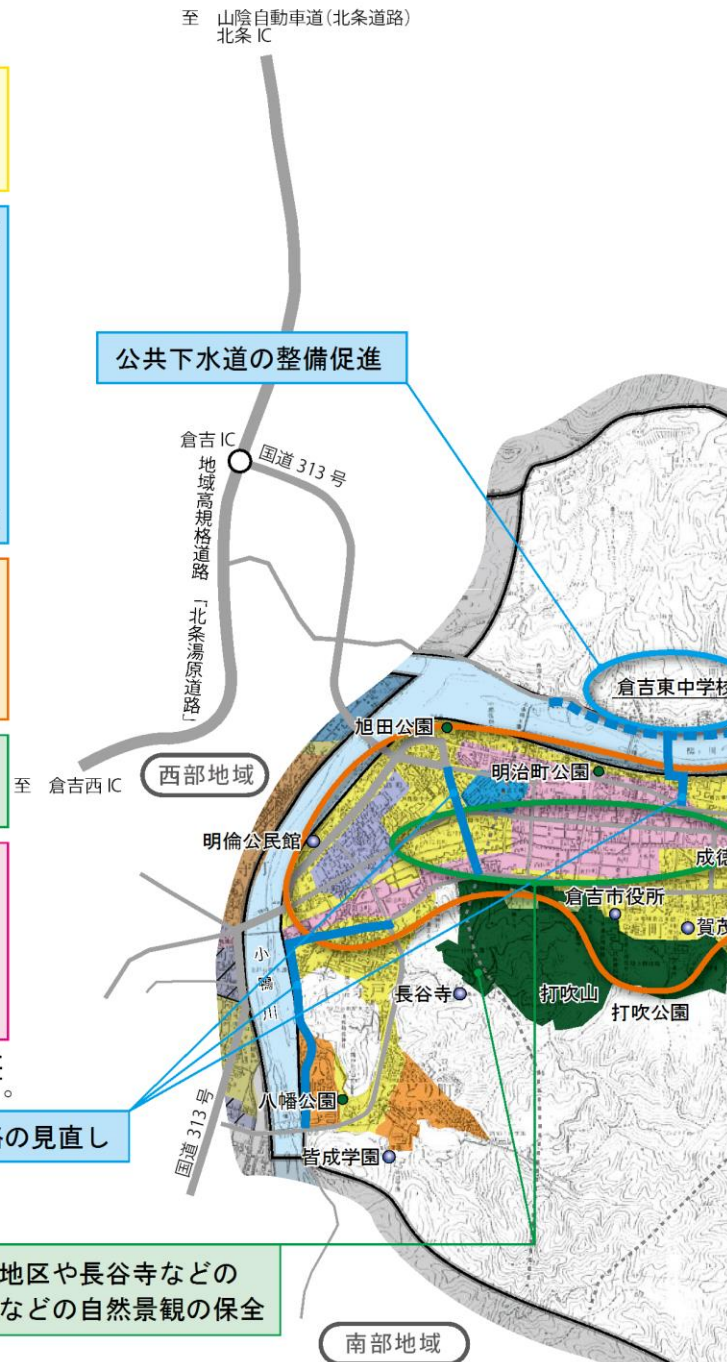 至 山陰自動車道(北条道路)
北条 IC
公共下水道の整備促進
倉吉 IC
国道 313 号
地域高規格道路
「北条湯原道路」
倉吉東中学校
旭田公園
至 倉吉西 IC
西部地域
明治町公園
明倫公民館
成徳
倉吉市役所
賀茂
小鴨川
長谷寺
打吹山
打吹公園
。
八幡公園
の見直し
国道 313 号
皆成学園
地区や長谷寺などの
などの自然景観の保全
南部地域